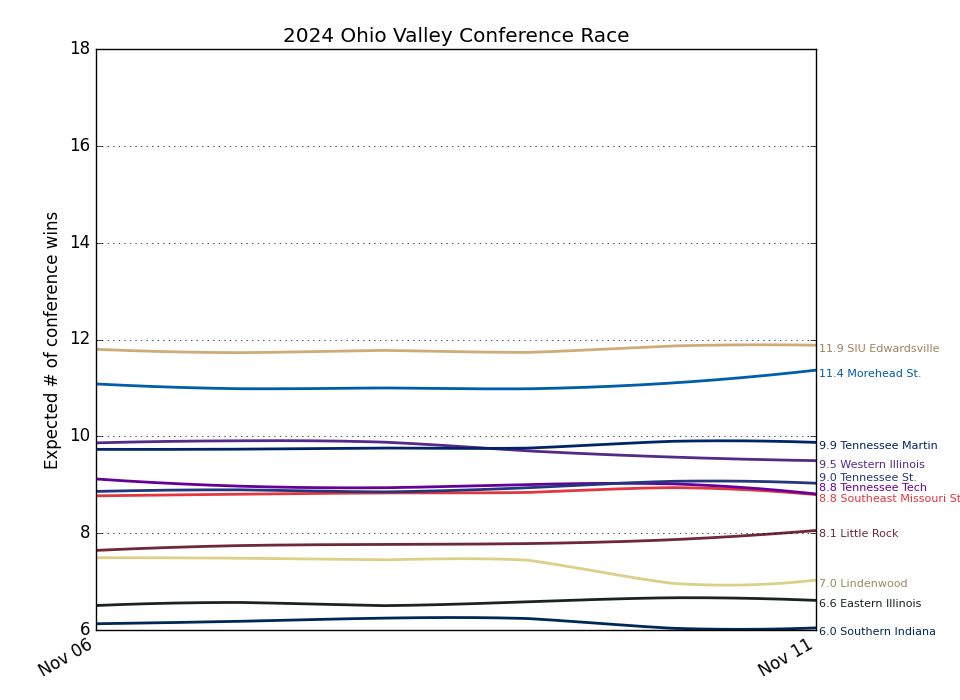 2024 Ohio Valley Conference Race
Expected # of conference wins
18
16
14
12
10
8
6
Nov 06
Nov 11
11.9 SIU Edwardsville
11.4 Morehead St.
9.9 Tennessee Martin
9.5 Western Illinois
9.0 Tennessee St.
8.8 Tennessee Tech
8.8 Southeast Missouri St
8.1 Little Rock
7.0 Lindenwood
6.6 Eastern Illinois
6.0 Southern Indiana